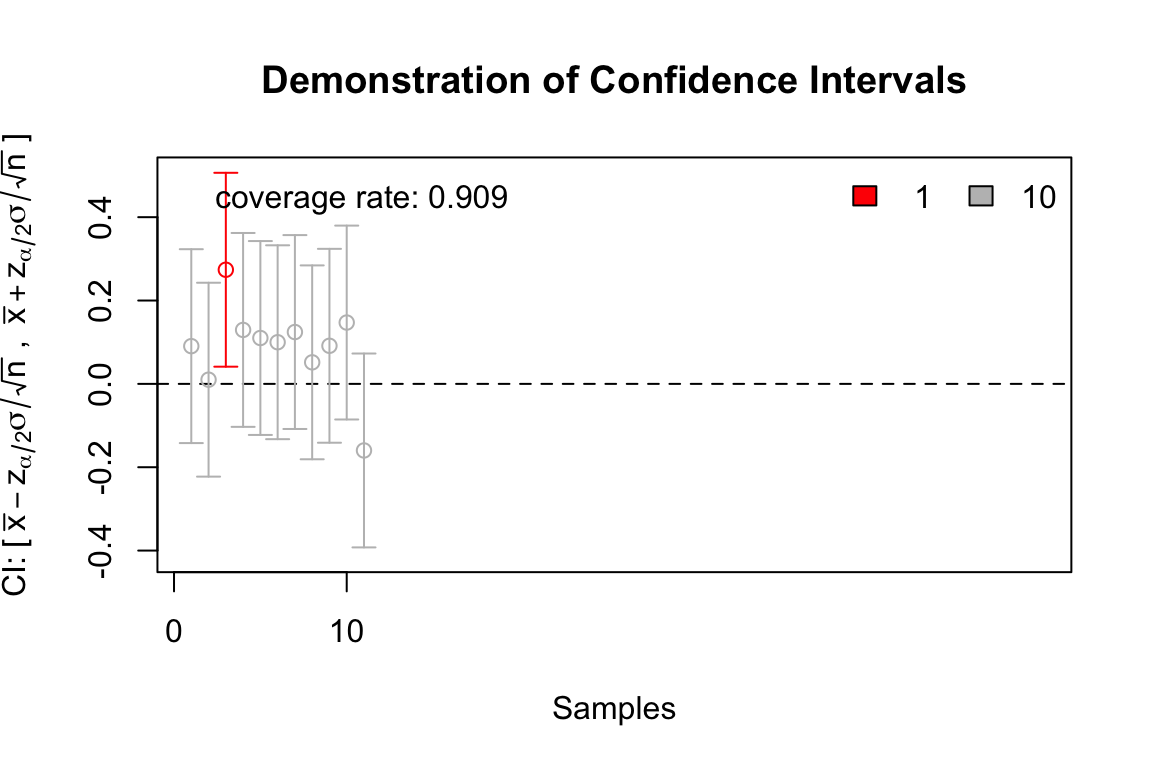 Demonstration of Confidence Intervals
coverage rate: 0.909
1
10
CI: [ x̅ − zα/2σ/√n , x̅ + zα/2σ/√n ]
0.4
0.2
0.0
-0.2
-0.4
0
10
Samples